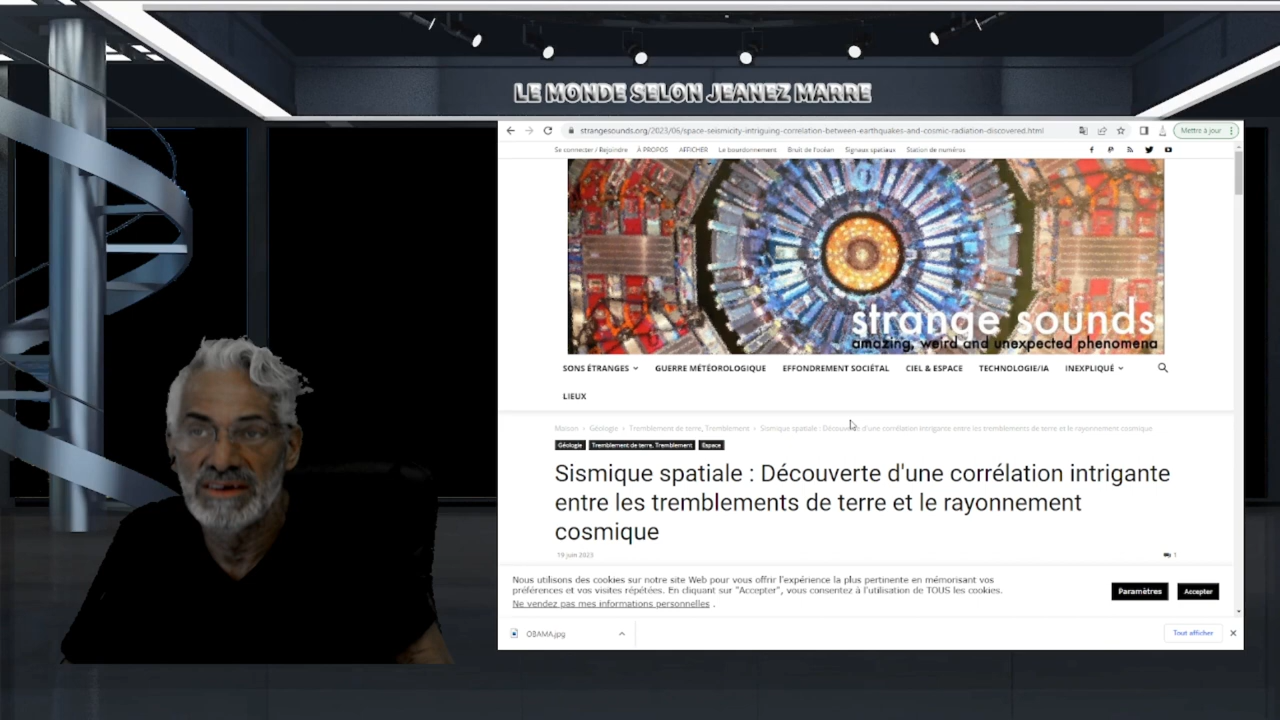 LE MONDE SELON JEANEZ MARRE
strangesounds.org/2023/06/space-seismicity-intriguing-correlation-between-earthquakes-and-cosmic-radiation-discovered.html
Mettre à jour
Se connecter / Rejoindre À PROPOS AFFICHER Le bourdonnement Bruit de l'océan Signaux spatiaux Station de numéros
strange sounds
amazing, weird and unexpected phenomena
SONS ÉTRANGES GUERRE MÉTÉOROLOGIQUE EFFONDREMENT SOCIÉTAL CIEL & ESPACE TECHNOLOGIE/IA INEXPLIQUÉ
LIEUX
Maison › Géologie › Tremblement de terre, Tremblement › Sismique spatiale : Découverte d'une corrélation intrigante entre les tremblements de terre et le rayonnement cosmique
Géologie Tremblement de terre, Tremblement Espace
Sismique spatiale : Découverte d'une corrélation intrigante
entre les tremblements de terre et le rayonnement
cosmique
19 juin 2023 1
Nous utilisons des cookies sur notre site Web pour vous offrir l'expérience la plus pertinente en mémorisant vos
préférences et vos visites répétées. En cliquant sur "Accepter", vous consentez à l'utilisation de TOUS les cookies.
Ne vendez pas mes informations personnelles .
Paramètres Accepter
OBAMA.jpg
Tout afficher